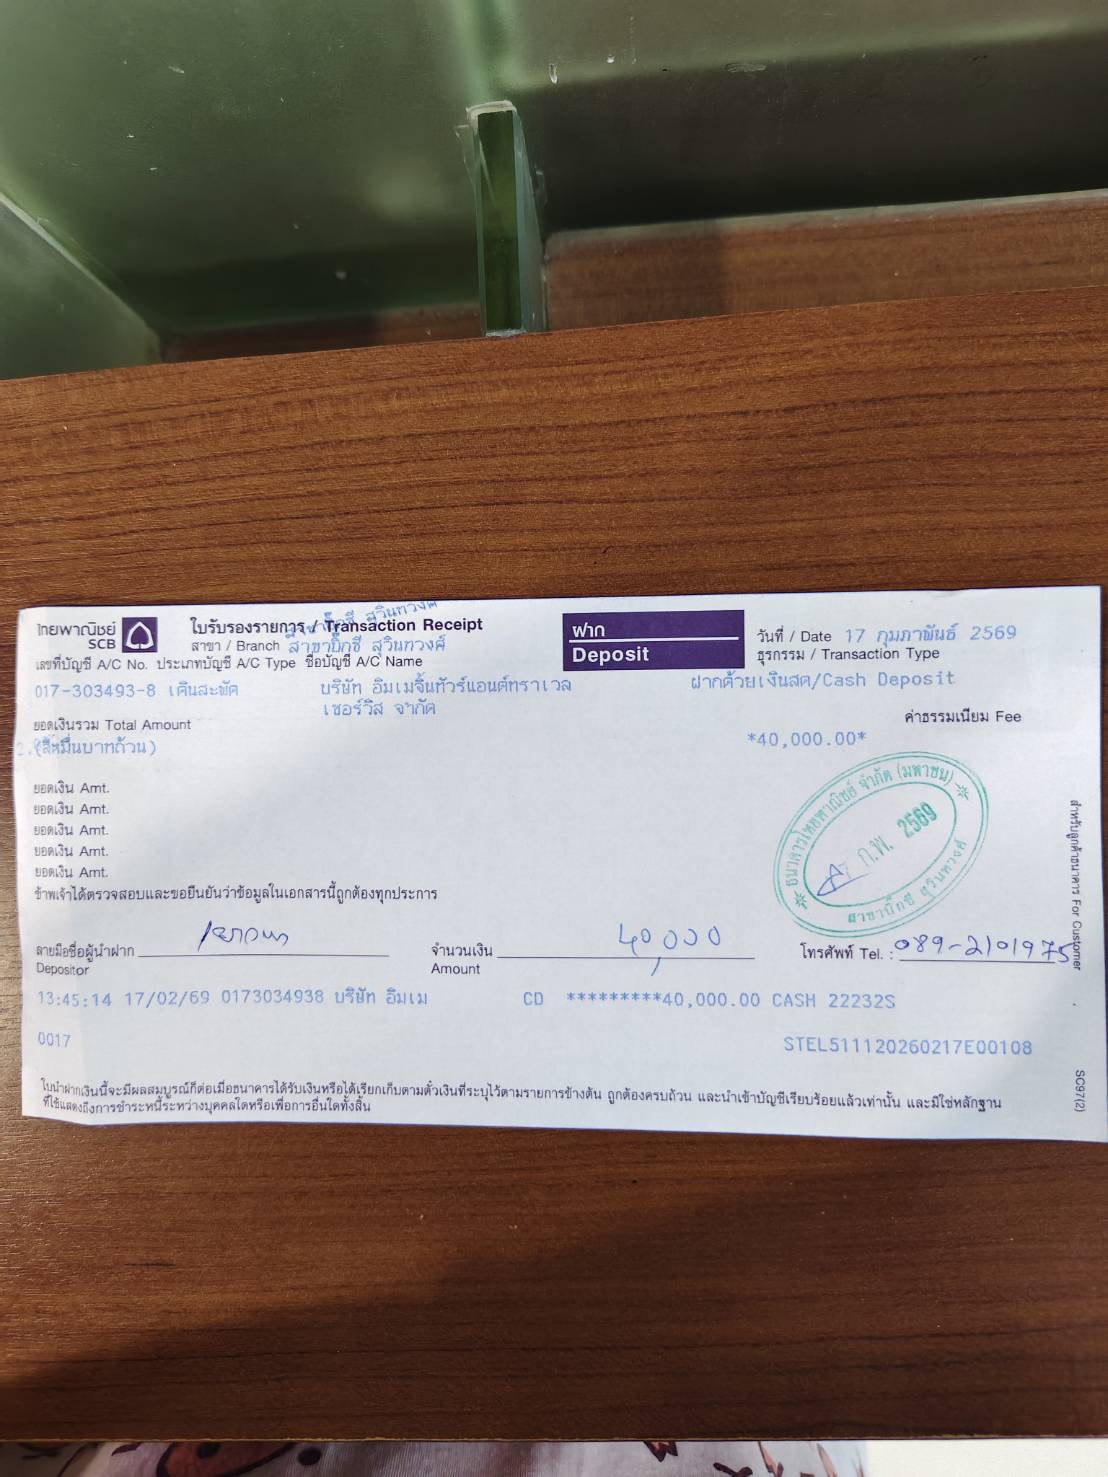 ไทยพาณิชย์
SCB
ใบรับรองรายการ / Transaction Receipt
สาขา / Branch สาขาบิ๊กซี สุวินทวงศ์
ฝาก
Deposit
วันที่ / Date 17 กุมภาพันธ์ 2569
ธุรกรรม / Transaction Type
เลขที่บัญชี A/C No. ประเภทบัญชี A/C Type ชื่อบัญชี A/C Name
017-303493-8 เดินสะพัด บริษัท อิมเมจิ้นทัวร์แอนด์ทราเวล
เซอร์วิส จำกัด
ฝากด้วยเงินสด/Cash Deposit
ยอดเงินรวม Total Amount
ค่าธรรมเนียม Fee
(สี่หมื่นบาทถ้วน)
*40,000.00*
ยอดเงิน Amt.
ยอดเงิน Amt.
ยอดเงิน Amt.
ยอดเงิน Amt.
ยอดเงิน Amt.
ธนาคารไทยพาณิชย์ จำกัด (มหาชน)
ก.พ. 2569
สาขาบิ๊กซี สุวินทวงศ์
ข้าพเจ้าได้ตรวจสอบและขอยืนยันว่าข้อมูลในเอกสารนี้ถูกต้องทุกประการ
ลายมือชื่อผู้นำฝาก
Depositor
จำนวนเงิน 40,000
Amount
โทรศัพท์ Tel. : 089-2101975
13:45:14 17/02/69 0173034938 บริษัท อิมเม CD *********40,000.00 CASH 22232S
0017 STEL511120260217E00108
ใบนำฝากเงินนี้จะมีผลสมบูรณ์ก็ต่อเมื่อธนาคารได้รับเงินหรือได้เรียกเก็บตามตั๋วเงินที่ระบุไว้ตามรายการข้างต้น ถูกต้องครบถ้วน และนำเข้าบัญชีเรียบร้อยแล้วเท่านั้น และมิใช่หลักฐาน
ที่ใช้แสดงถึงการชำระหนี้ระหว่างบุคคลใดหรือเพื่อการอื่นใดทั้งสิ้น
สำหรับลูกค้าธนาคาร For Customer
SC97(2)